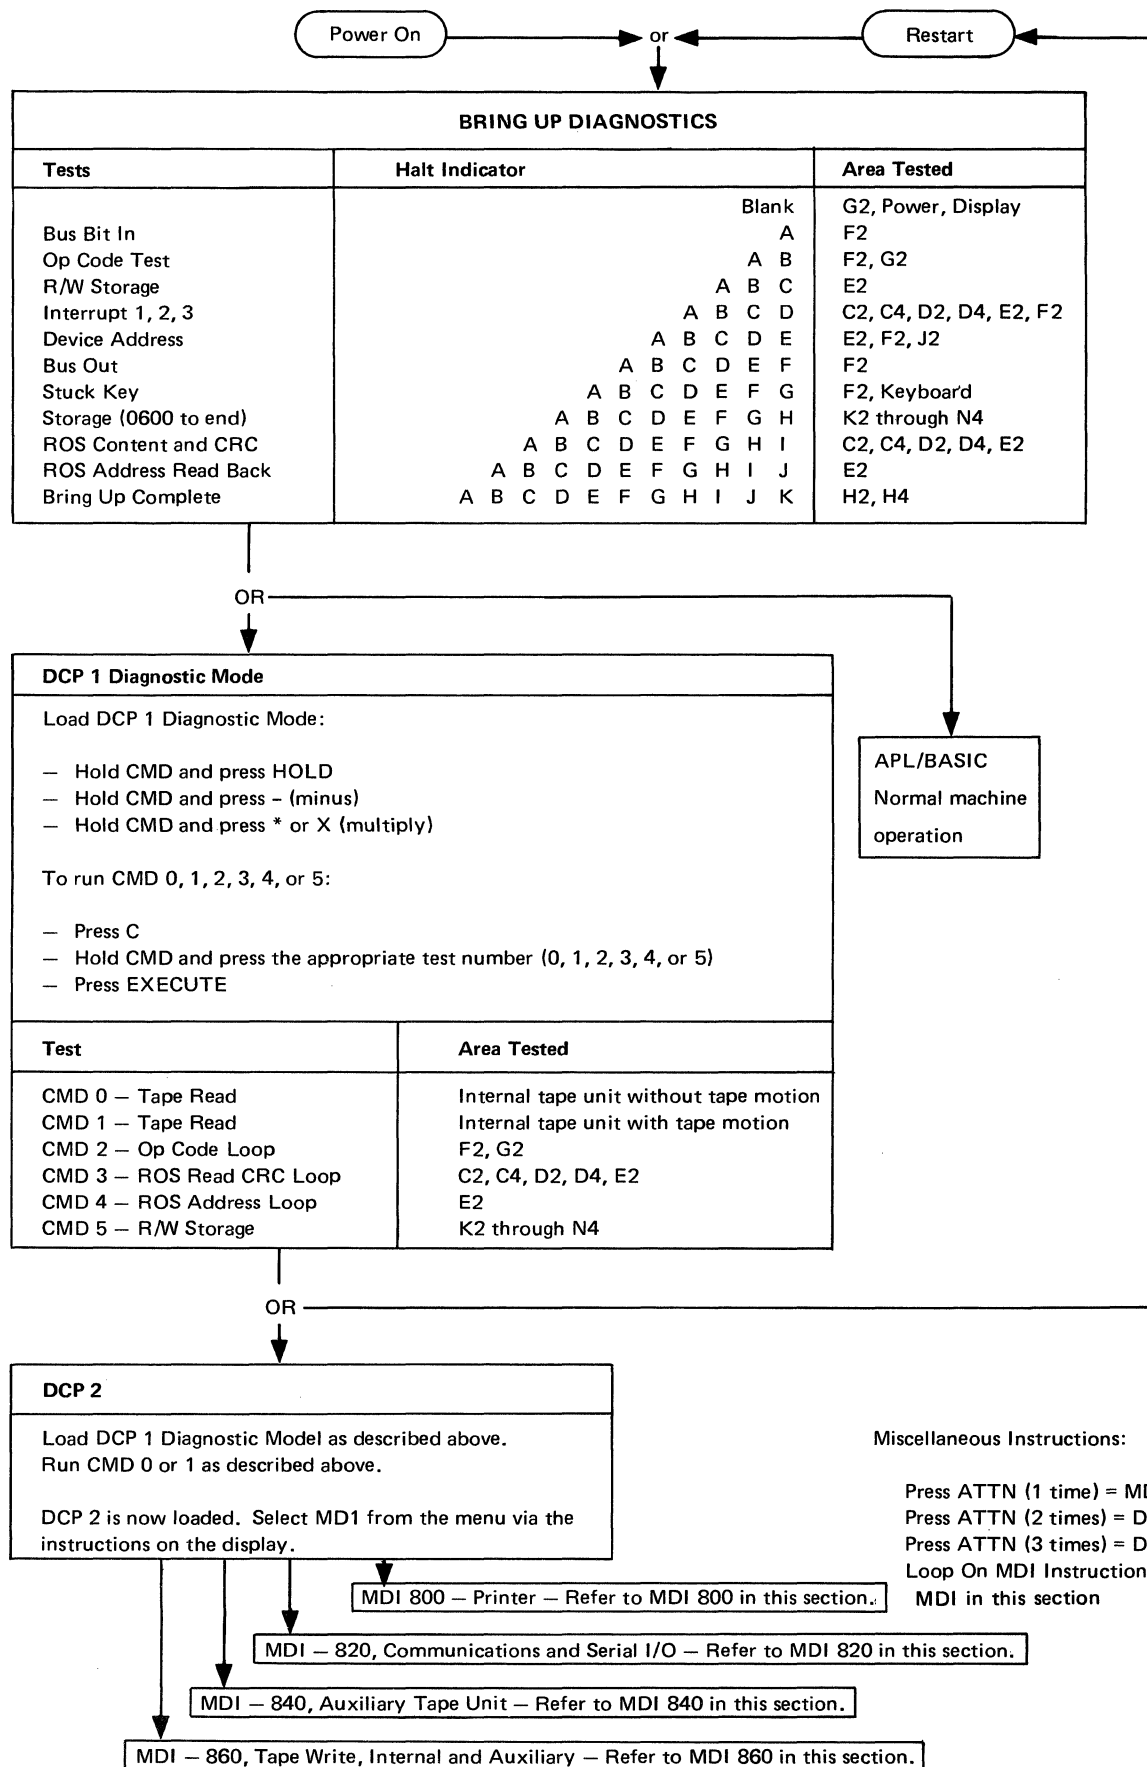 Power On or Restart
BRING UP DIAGNOSTICS
Tests Halt Indicator Area Tested
Blank G2, Power, Display
Bus Bit In A F2
Op Code Test A B F2, G2
R/W Storage A B C E2
Interrupt 1, 2, 3 A B C D C2, C4, D2, D4, E2, F2
Device Address A B C D E E2, F2, J2
Bus Out A B C D E F F2
Stuck Key A B C D E F G F2, Keyboard
Storage (0600 to end) A B C D E F G H K2 through N4
ROS Content and CRC A B C D E F G H I C2, C4, D2, D4, E2
ROS Address Read Back A B C D E F G H I J E2
Bring Up Complete A B C D E F G H I J K H2, H4
OR
DCP 1 Diagnostic Mode
Load DCP 1 Diagnostic Mode:
— Hold CMD and press HOLD
— Hold CMD and press – (minus)
— Hold CMD and press * or X (multiply)
To run CMD 0, 1, 2, 3, 4, or 5:
— Press C
— Hold CMD and press the appropriate test number (0, 1, 2, 3, 4, or 5)
— Press EXECUTE
APL/BASIC
Normal machine
operation
Test Area Tested
CMD 0 — Tape Read Internal tape unit without tape motion
CMD 1 — Tape Read Internal tape unit with tape motion
CMD 2 — Op Code Loop F2, G2
CMD 3 — ROS Read CRC Loop C2, C4, D2, D4, E2
CMD 4 — ROS Address Loop E2
CMD 5 — R/W Storage K2 through N4
OR
DCP 2
Load DCP 1 Diagnostic Model as described above.
Run CMD 0 or 1 as described above.
DCP 2 is now loaded. Select MD1 from the menu via the
instructions on the display.
Miscellaneous Instructions:
Press ATTN (1 time) = MD
Press ATTN (2 times) = D
Press ATTN (3 times) = D
Loop On MDI Instruction
MDI in this section
MDI 800 — Printer — Refer to MDI 800 in this section.
MDI — 820, Communications and Serial I/O — Refer to MDI 820 in this section.
MDI — 840, Auxiliary Tape Unit — Refer to MDI 840 in this section.
MDI — 860, Tape Write, Internal and Auxiliary — Refer to MDI 860 in this section.